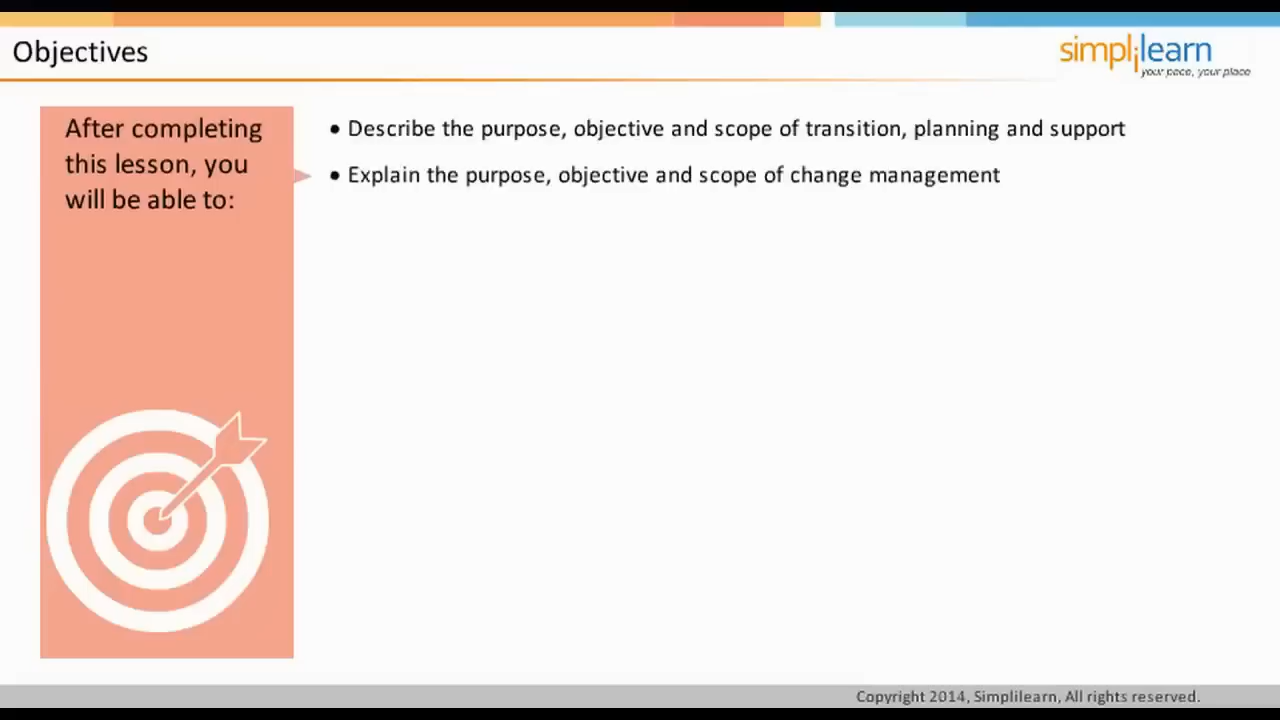 Objectives
simplilearn
your pace, your place
After completing
this lesson, you
will be able to:
• Describe the purpose, objective and scope of transition, planning and support
• Explain the purpose, objective and scope of change management
Copyright 2014, Simplilearn, All rights reserved.